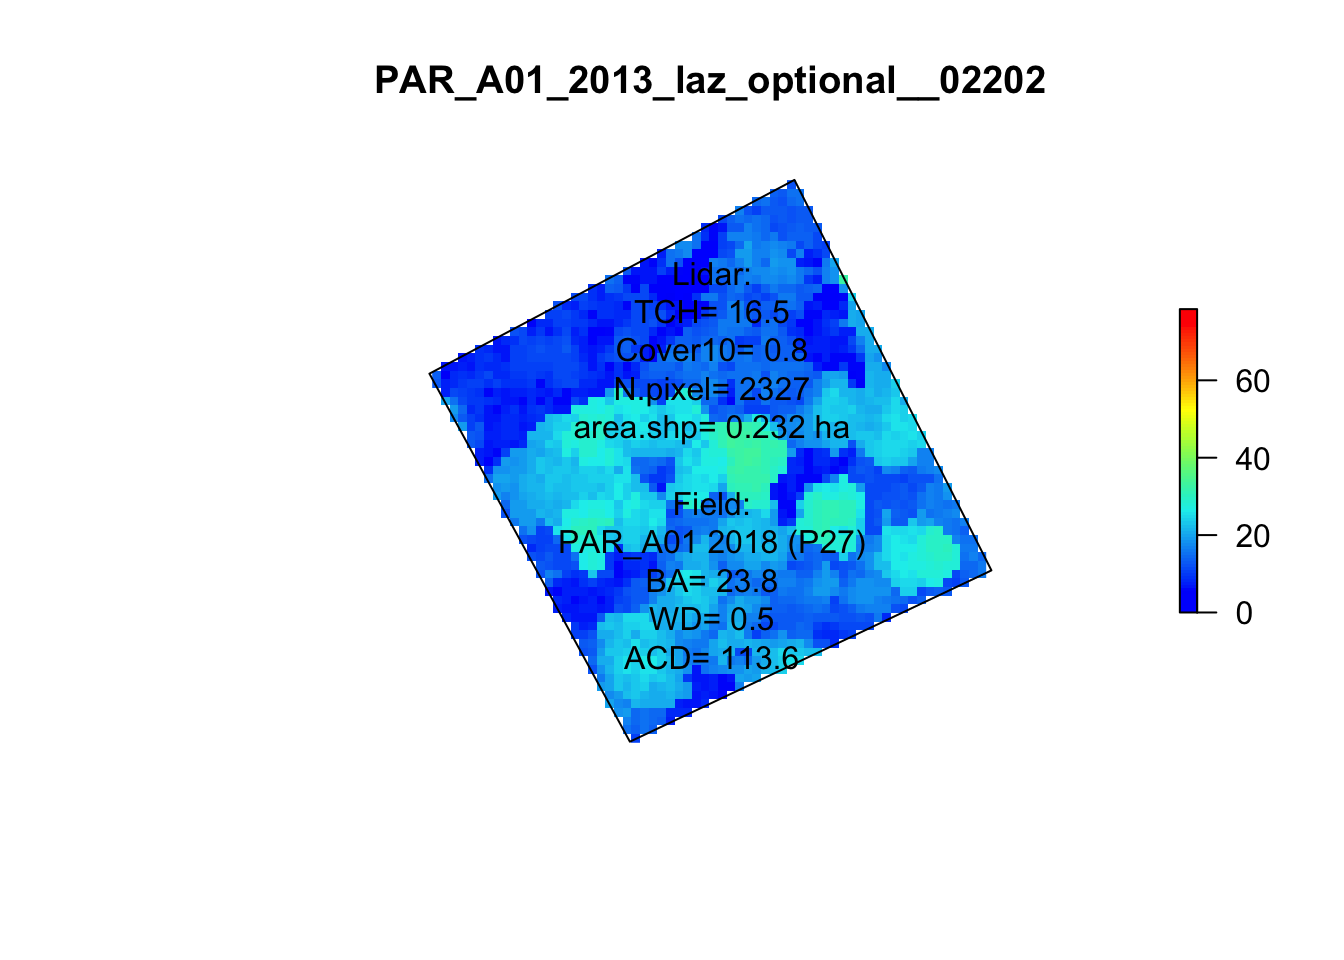 PAR_A01_2013_laz_optional__02202
Lidar:
TCH= 16.5
Cover10= 0.8
N.pixel= 2327
area.shp= 0.232 ha
Field:
PAR_A01 2018 (P27)
BA= 23.8
WD= 0.5
ACD= 113.6
60
40
20
0